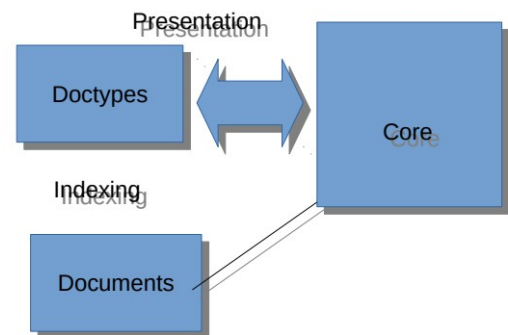 Presentation
Doctypes
Core
Indexing
Documents